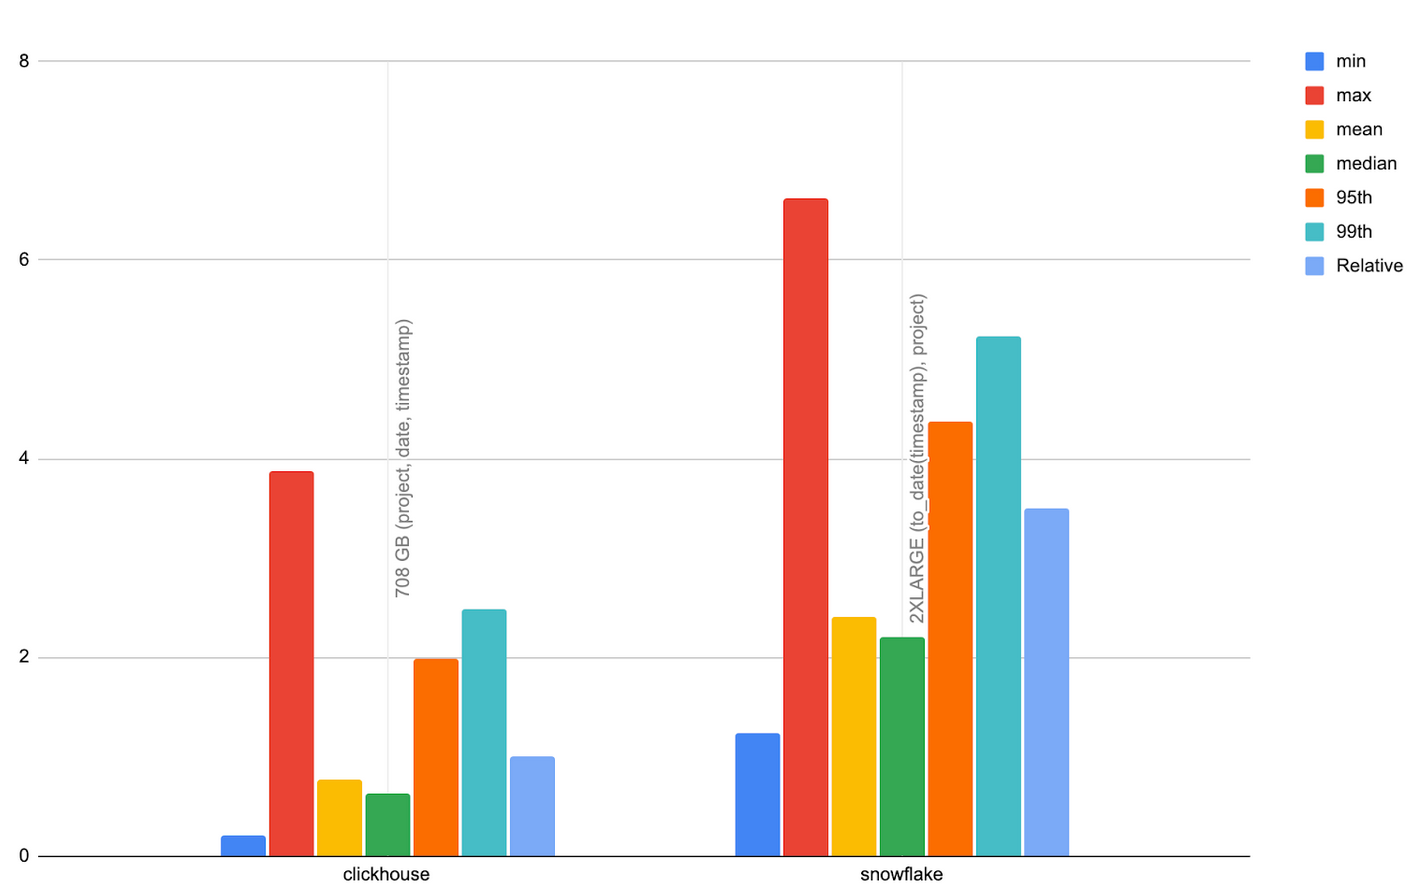 8
6
4
2
0
708 GB (project, date, timestamp)
2XLARGE (to_date(timestamp), project)
clickhouse
snowflake
min
max
mean
median
95th
99th
Relative